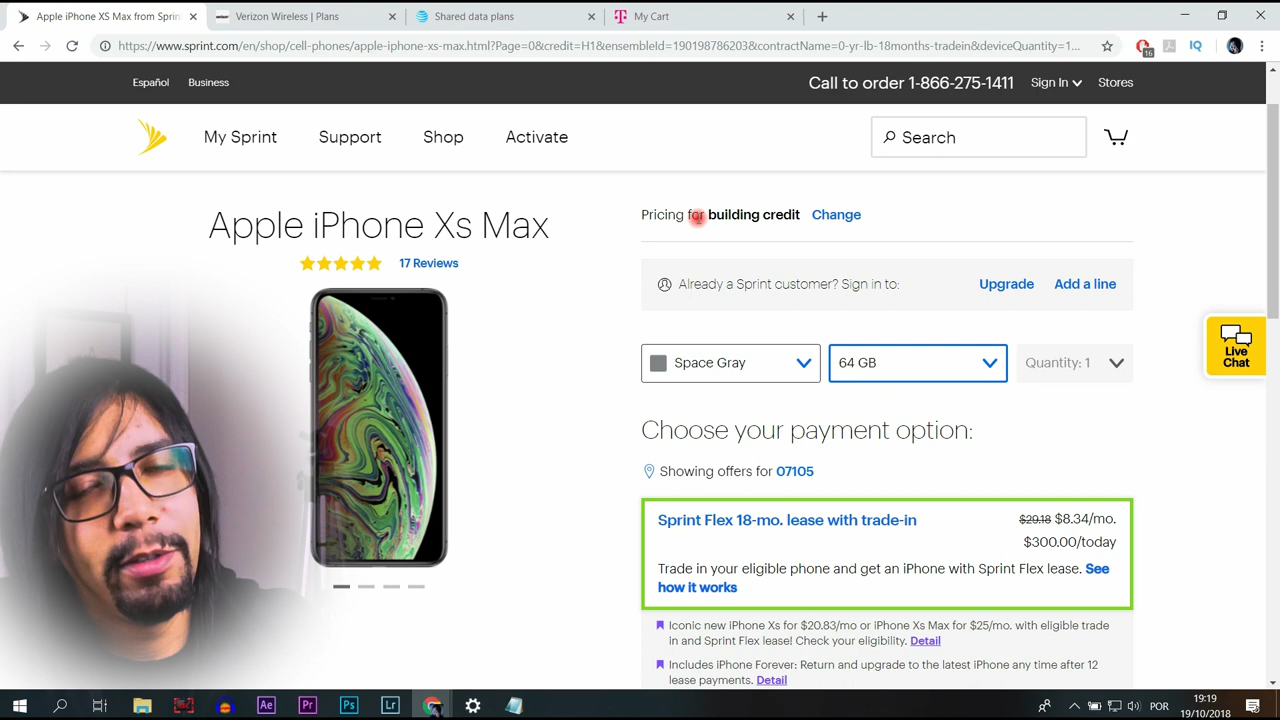 Apple iPhone XS Max from Sprin
Verizon Wireless | Plans
Shared data plans
My Cart
https://www.sprint.com/en/shop/cell-phones/apple-iphone-xs-max.html?Page=0&credit=H1&ensembleId=190198786203&contractName=0-yr-lb-18months-tradein&deviceQuantity=1...
16
IQ
Español
Business
Call to order 1-866-275-1411
Sign In
Stores
My Sprint
Support
Shop
Activate
Search
Apple iPhone Xs Max
17 Reviews
Pricing for building credit Change
Already a Sprint customer? Sign in to:
Upgrade
Add a line
Space Gray
64 GB
Quantity: 1
Live
Chat
Choose your payment option:
Showing offers for 07105
Sprint Flex 18-mo. lease with trade-in
$29.18 $8.34/mo.
$300.00/today
Trade in your eligible phone and get an iPhone with Sprint Flex lease. See
how it works
Iconic new iPhone Xs for $20.83/mo or iPhone Xs Max for $25/mo. with eligible trade
in and Sprint Flex lease! Check your eligibility. Detail
Includes iPhone Forever: Return and upgrade to the latest iPhone any time after 12
lease payments. Detail
Ae
Pr
Ps
Lr
POR
19:19
19/10/2018